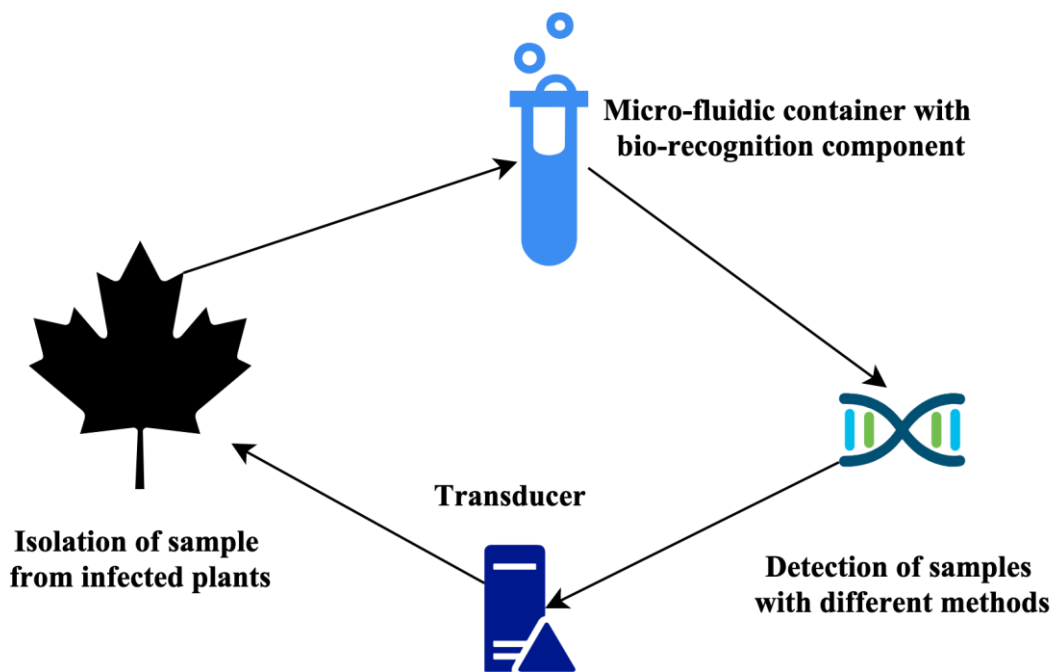 Micro-fluidic container with
bio-recognition component
Transducer
Isolation of sample
from infected plants
Detection of samples
with different methods